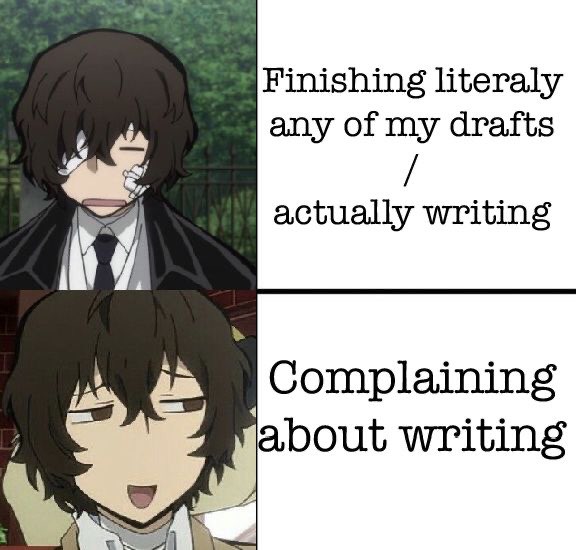 Finishing literaly
any of my drafts
/
actually writing
Complaining
about writing